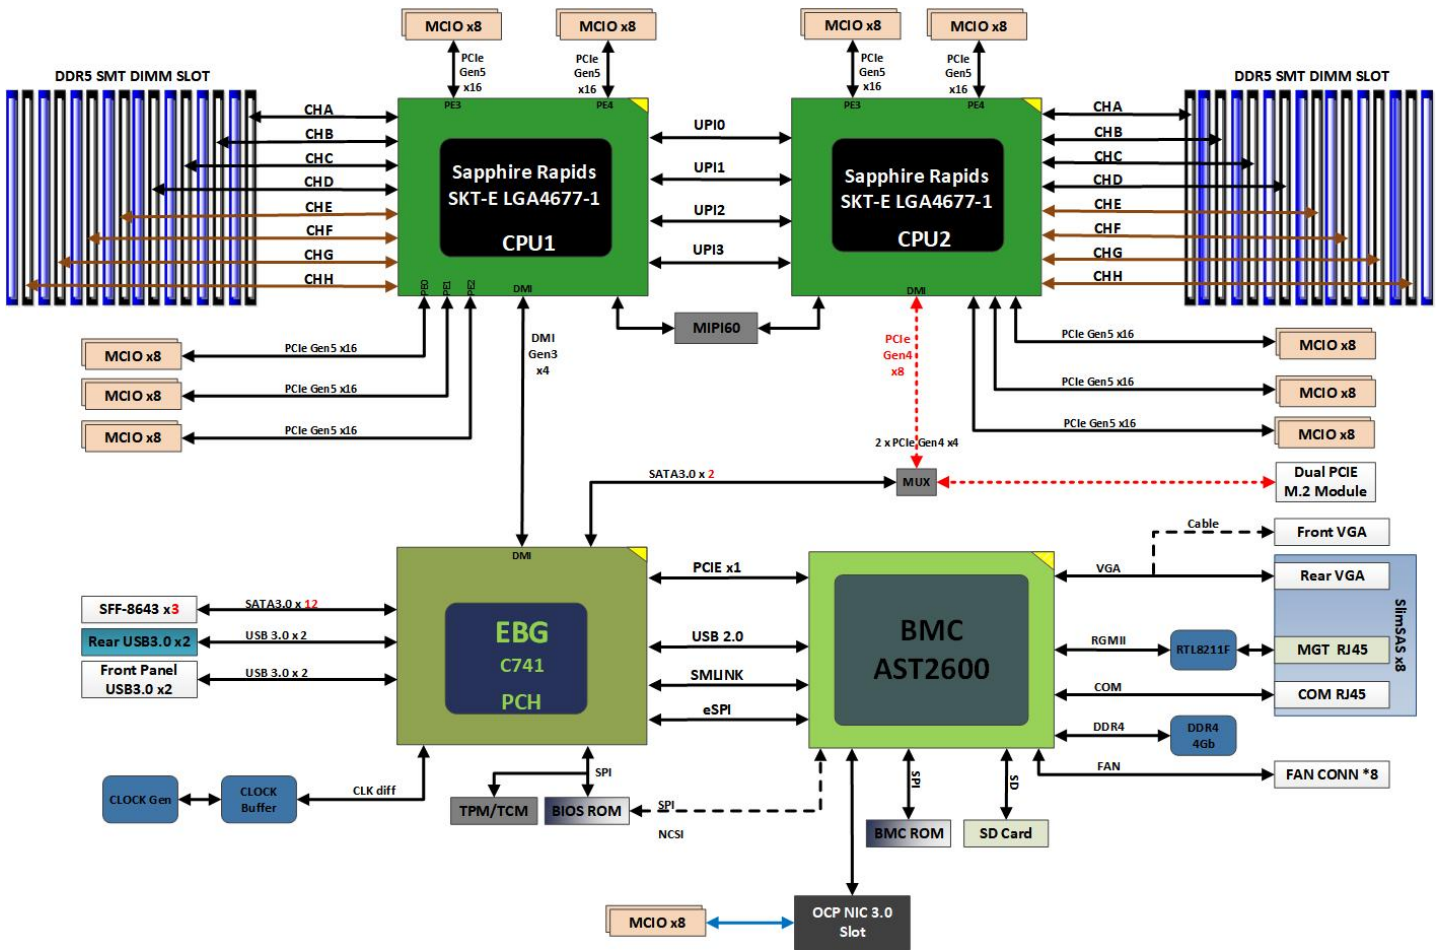 MCIO x8
MCIO x8
MCIO x8
MCIO x8
PCIe
Gen5
x16
PCIe
Gen5
x16
PCIe
Gen5
x16
PCIe
Gen5
x16
DDR5 SMT DIMM SLOT
DDR5 SMT DIMM SLOT
PE3
PE4
PE3
PE4
CHA
CHB
CHC
CHD
CHE
CHF
CHG
CHH
Sapphire Rapids
SKT-E LGA4677-1
CPU1
UPI0
UPI1
UPI2
UPI3
Sapphire Rapids
SKT-E LGA4677-1
CPU2
CHA
CHB
CHC
CHD
CHE
CHF
CHG
CHH
PE0
PE1
PE2
DMI
DMI
MIPI60
MCIO x8
PCIe Gen5 x16
MCIO x8
PCIe Gen5 x16
MCIO x8
PCIe Gen5 x16
DMI
Gen3
x4
PCIe
Gen4
x8
PCIe Gen5 x16
MCIO x8
PCIe Gen5 x16
MCIO x8
PCIe Gen5 x16
MCIO x8
2 x PCIe Gen4 x4
SATA3.0 x 2
MUX
Dual PCIE
M.2 Module
Cable
Front VGA
DMI
EBG
C741
PCH
PCIE x1
USB 2.0
SMLINK
eSPI
BMC
AST2600
VGA
Rear VGA
SlimSAS x8
RGMII
RTL8211F
MGT RJ45
COM
COM RJ45
DDR4
DDR4
4Gb
FAN
FAN CONN *8
SFF-8643 x3
SATA3.0 x 12
Rear USB3.0 x2
USB 3.0 x 2
Front Panel
USB3.0 x2
USB 3.0 x 2
CLOCK Gen
CLOCK
Buffer
CLK diff
SPI
TPM/TCM
BIOS ROM
SPI
NCSI
SPI
SD
BMC ROM
SD Card
MCIO x8
OCP NIC 3.0
Slot